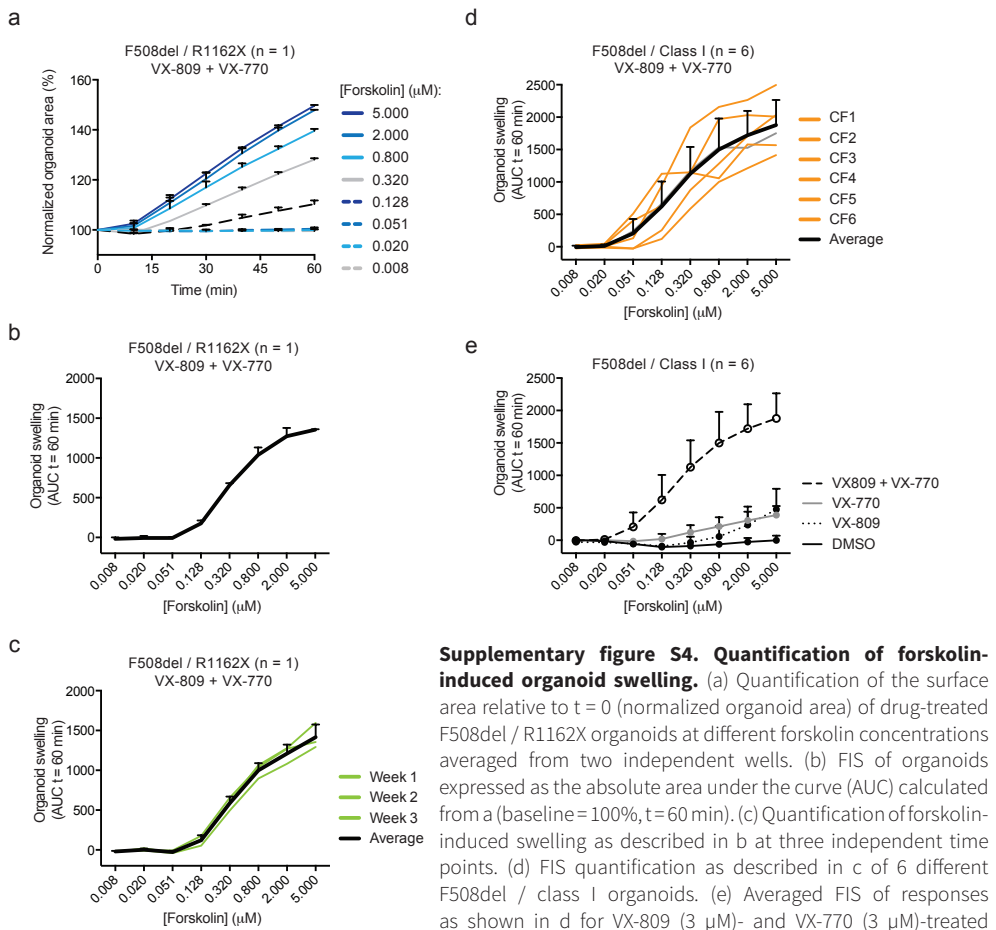 a
F508del / R1162X (n = 1)
VX-809 + VX-770
Normalized organoid area (%)
160
140
120
100
0
15
30
45
60
Time (min)
[Forskolin] (μM):
5.000
2.000
0.800
0.320
0.128
0.051
0.020
0.008
b
F508del / R1162X (n = 1)
VX-809 + VX-770
Organoid swelling
(AUC t = 60 min)
2000
1500
1000
500
0
0.008
0.020
0.051
0.128
0.320
0.800
2.000
5.000
[Forskolin] (μM)
c
F508del / R1162X (n = 1)
VX-809 + VX-770
Organoid swelling
(AUC t = 60 min)
2000
1500
1000
500
0
0.008
0.020
0.051
0.128
0.320
0.800
2.000
5.000
[Forskolin] (μM)
Week 1
Week 2
Week 3
Average
d
F508del / Class I (n = 6)
VX-809 + VX-770
Organoid swelling
(AUC t = 60 min)
2500
2000
1500
1000
500
0
0.008
0.020
0.051
0.128
0.320
0.800
2.000
5.000
[Forskolin] (μM)
CF1
CF2
CF3
CF4
CF5
CF6
Average
e
F508del / Class I (n = 6)
Organoid swelling
(AUC t = 60 min)
2500
2000
1500
1000
500
0
0.008
0.020
0.051
0.128
0.320
0.800
2.000
5.000
[Forskolin] (μM)
VX809 + VX-770
VX-770
VX-809
DMSO
Supplementary figure S4. Quantification of forskolin-
induced organoid swelling. (a) Quantification of the surface
area relative to t = 0 (normalized organoid area) of drug-treated
F508del / R1162X organoids at different forskolin concentrations
averaged from two independent wells. (b) FIS of organoids
expressed as the absolute area under the curve (AUC) calculated
from a (baseline = 100%, t = 60 min). (c) Quantification of forskolin-
induced swelling as described in b at three independent time
points. (d) FIS quantification as described in c of 6 different
F508del / class I organoids. (e) Averaged FIS of responses
as shown in d for VX-809 (3 μM)- and VX-770 (3 μM)-treated